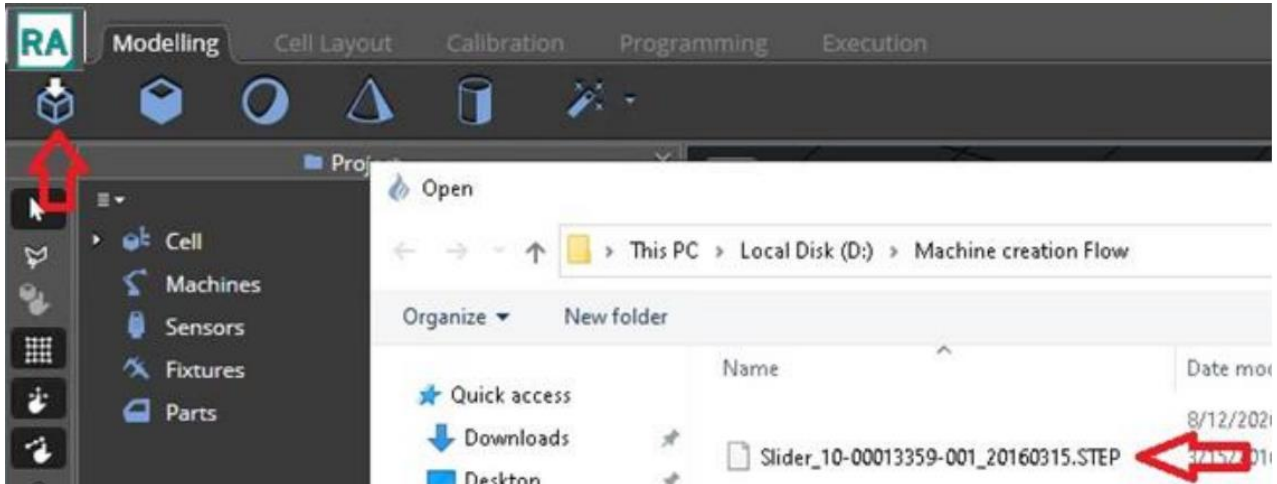 RA Modelling Cell Layout Calibration Programming Execution
Open
This PC > Local Disk (D:) > Machine creation Flow
Cell
Machines
Organize New folder
Sensors
Name
Fixtures
Quick access
Parts
Downloads
Slider_10-00013359-001_20160315.STEP
Desktop